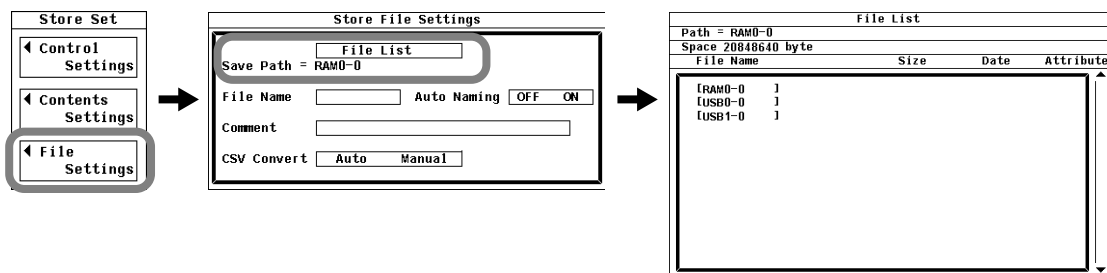 Store Set
Control
Settings
Contents
Settings
File
Settings
Store File Settings
File List
Save Path = RAM0-0
File Name
Auto Naming OFF ON
Comment
CSV Convert Auto Manual
File List
Path = RAM0-0
Space 20848640 byte
File Name Size Date Attribute
[RAM0-0 ]
[USB0-0 ]
[USB1-0 ]